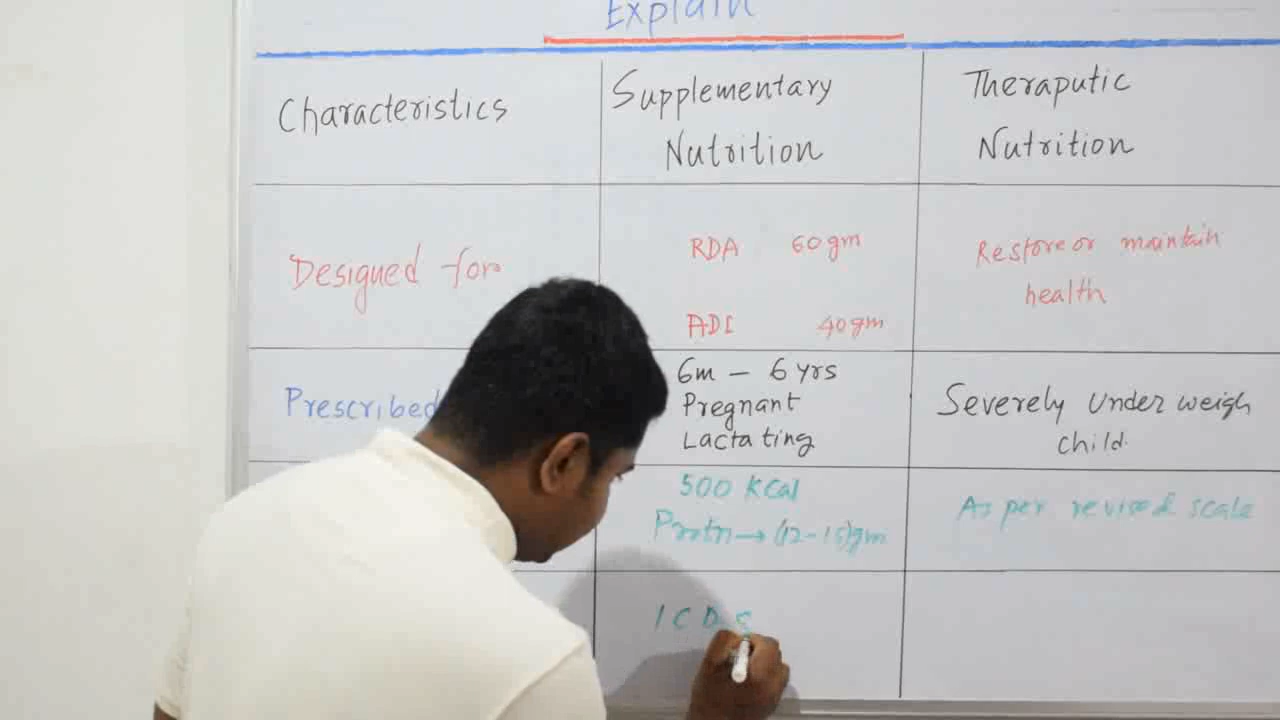 Explain
Characteristics
Supplementary
Nutrition
Theraputic
Nutrition
Designed for
RDA 60gm
ADI 40gm
Restore or maintain
health
Prescribed
6m - 6 yrs
Pregnant
Lactating
Severely Under weigh
child
500 Kcal
Protn → (12-15)gm
As per revised scale
ICDS